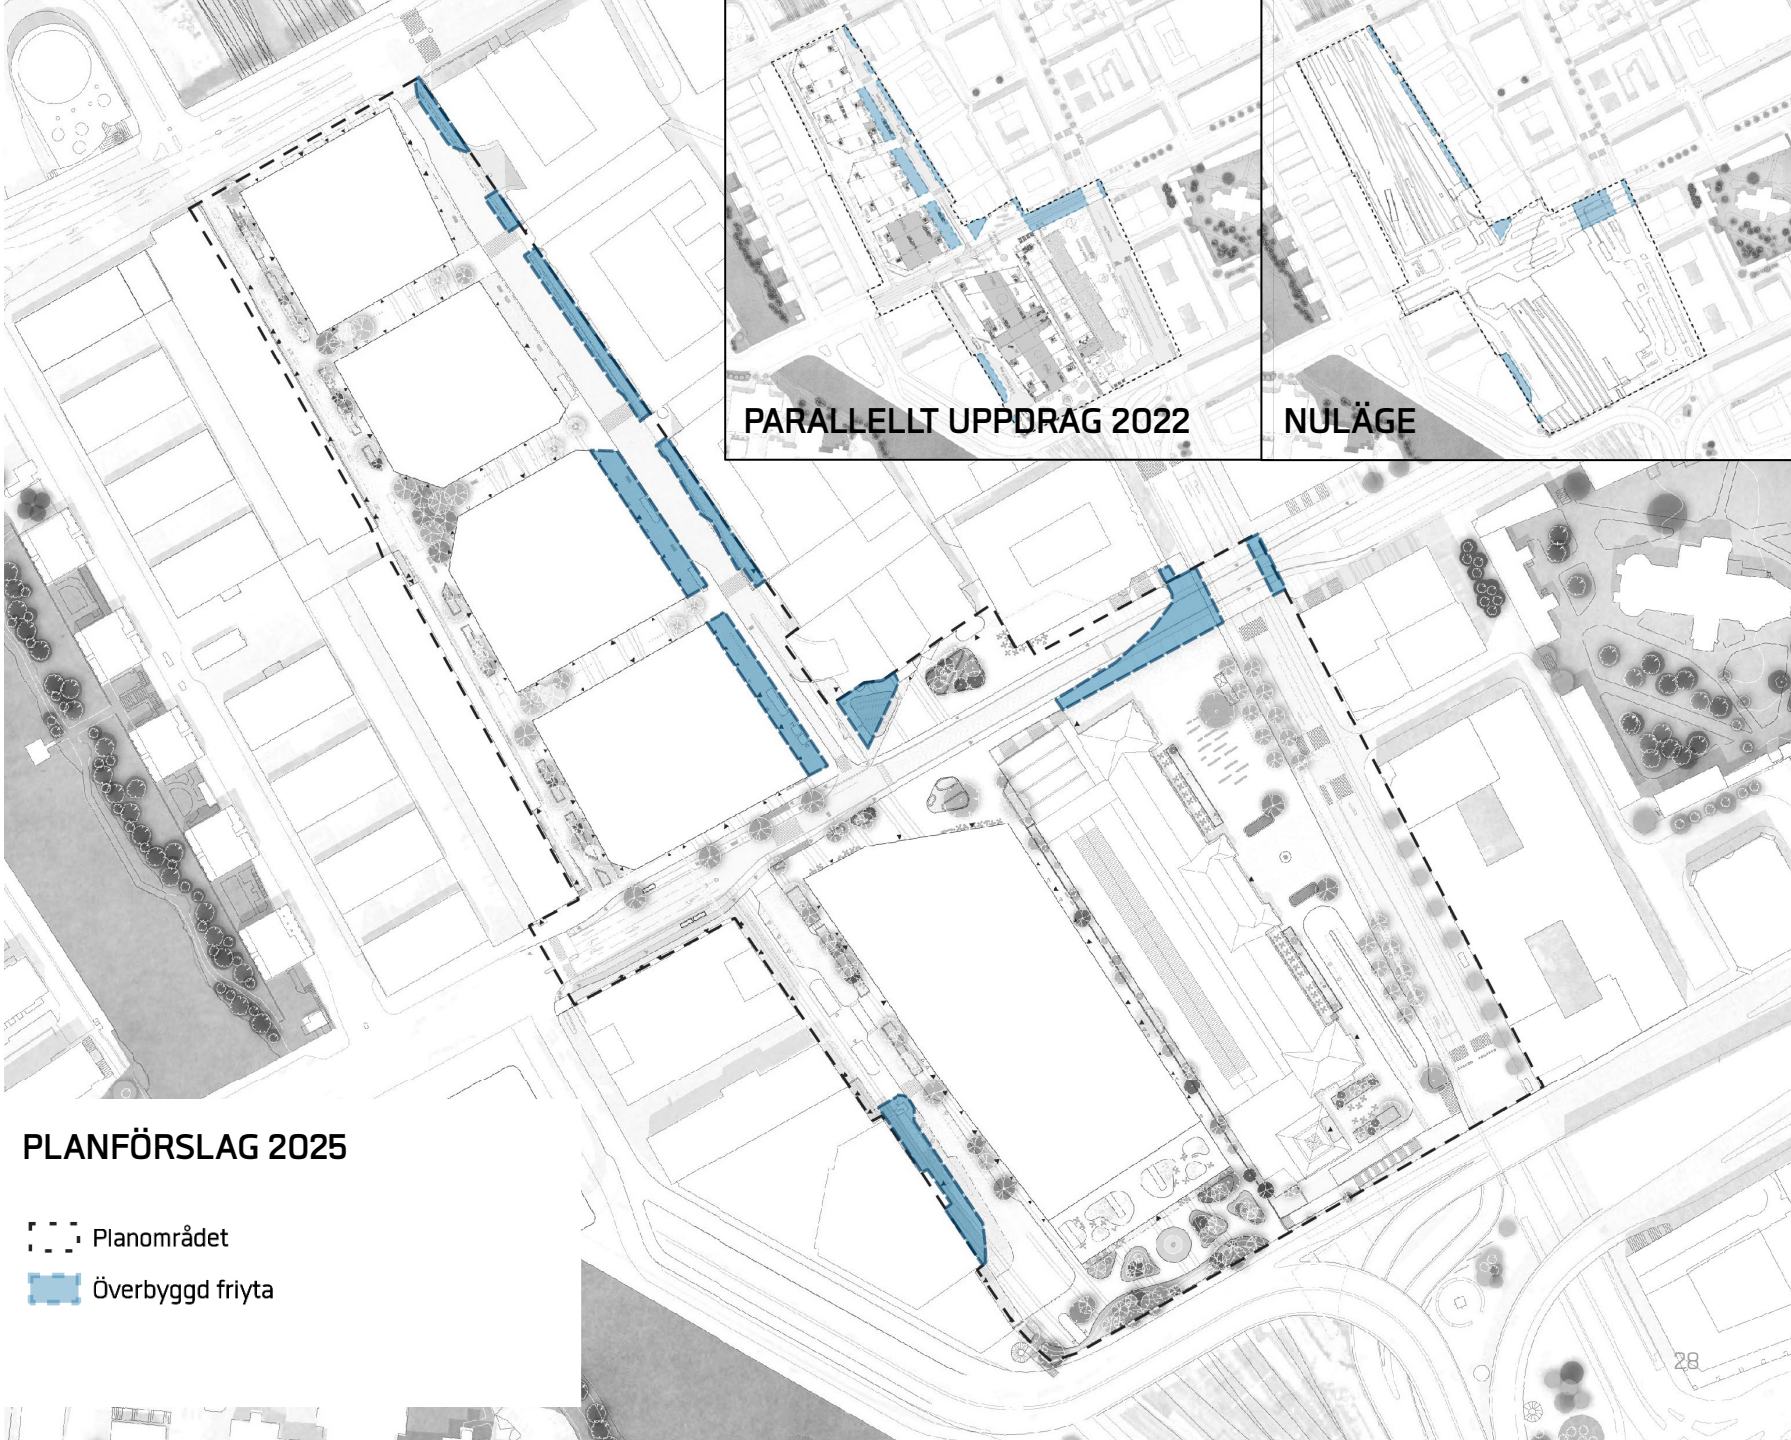 PARALLELLT UPPDRAG 2022
NULÄGE
PLANFÖRSLAG 2025
Planområdet
Överbyggd friyta
28